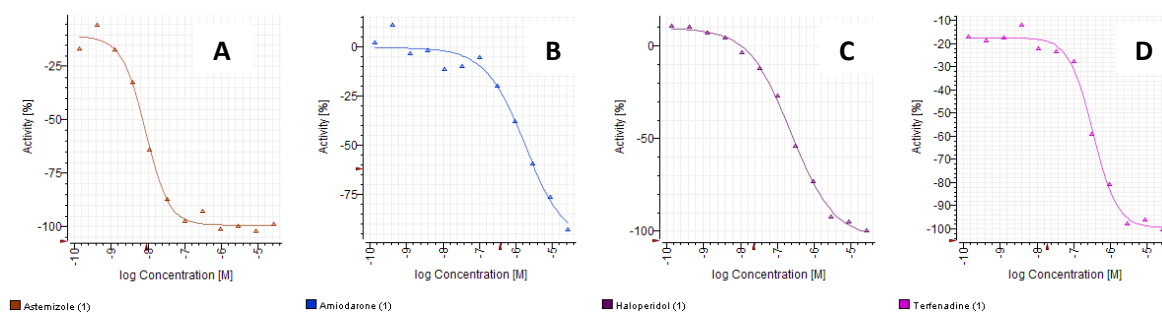 A
B
C
D
Activity [%]
-25
-50
-75
-100
-10
-9
-8
-7
-6
-5
log Concentration [M]
Activity [%]
0
-25
-50
-75
-10
-9
-8
-7
-6
-5
log Concentration [M]
Activity [%]
0
-50
-100
-10
-9
-8
-7
-6
-5
log Concentration [M]
Activity [%]
-10
-20
-30
-40
-50
-60
-70
-80
-90
-100
-10
-9
-8
-7
-6
-5
log Concentration [M]
Astemizole (1)
Amiodarone (1)
Haloperidol (1)
Terfenadine (1)